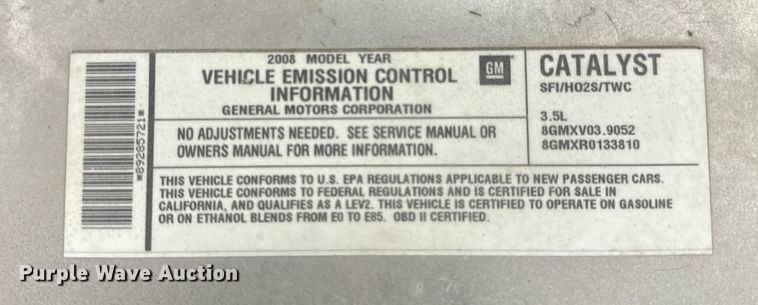 2008 MODEL YEAR
VEHICLE EMISSION CONTROL
INFORMATION
GENERAL MOTORS CORPORATION
GM
CATALYST
SFI/HO2S/TWC
3.5L
8GMXV03.9052
8GMXR0133810
NO ADJUSTMENTS NEEDED. SEE SERVICE MANUAL OR
OWNERS MANUAL FOR MORE INFORMATION.
THIS VEHICLE CONFORMS TO U.S. EPA REGULATIONS APPLICABLE TO NEW PASSENGER CARS.
THIS VEHICLE CONFORMS TO FEDERAL REGULATIONS AND IS CERTIFIED FOR SALE IN
CALIFORNIA, AND QUALIFIES AS A LEV2. THIS VEHICLE IS CERTIFIED TO OPERATE ON GASOLINE
OR ON ETHANOL BLENDS FROM E0 TO E85. OBD II CERTIFIED.
*89285721*
Purple Wave Auction